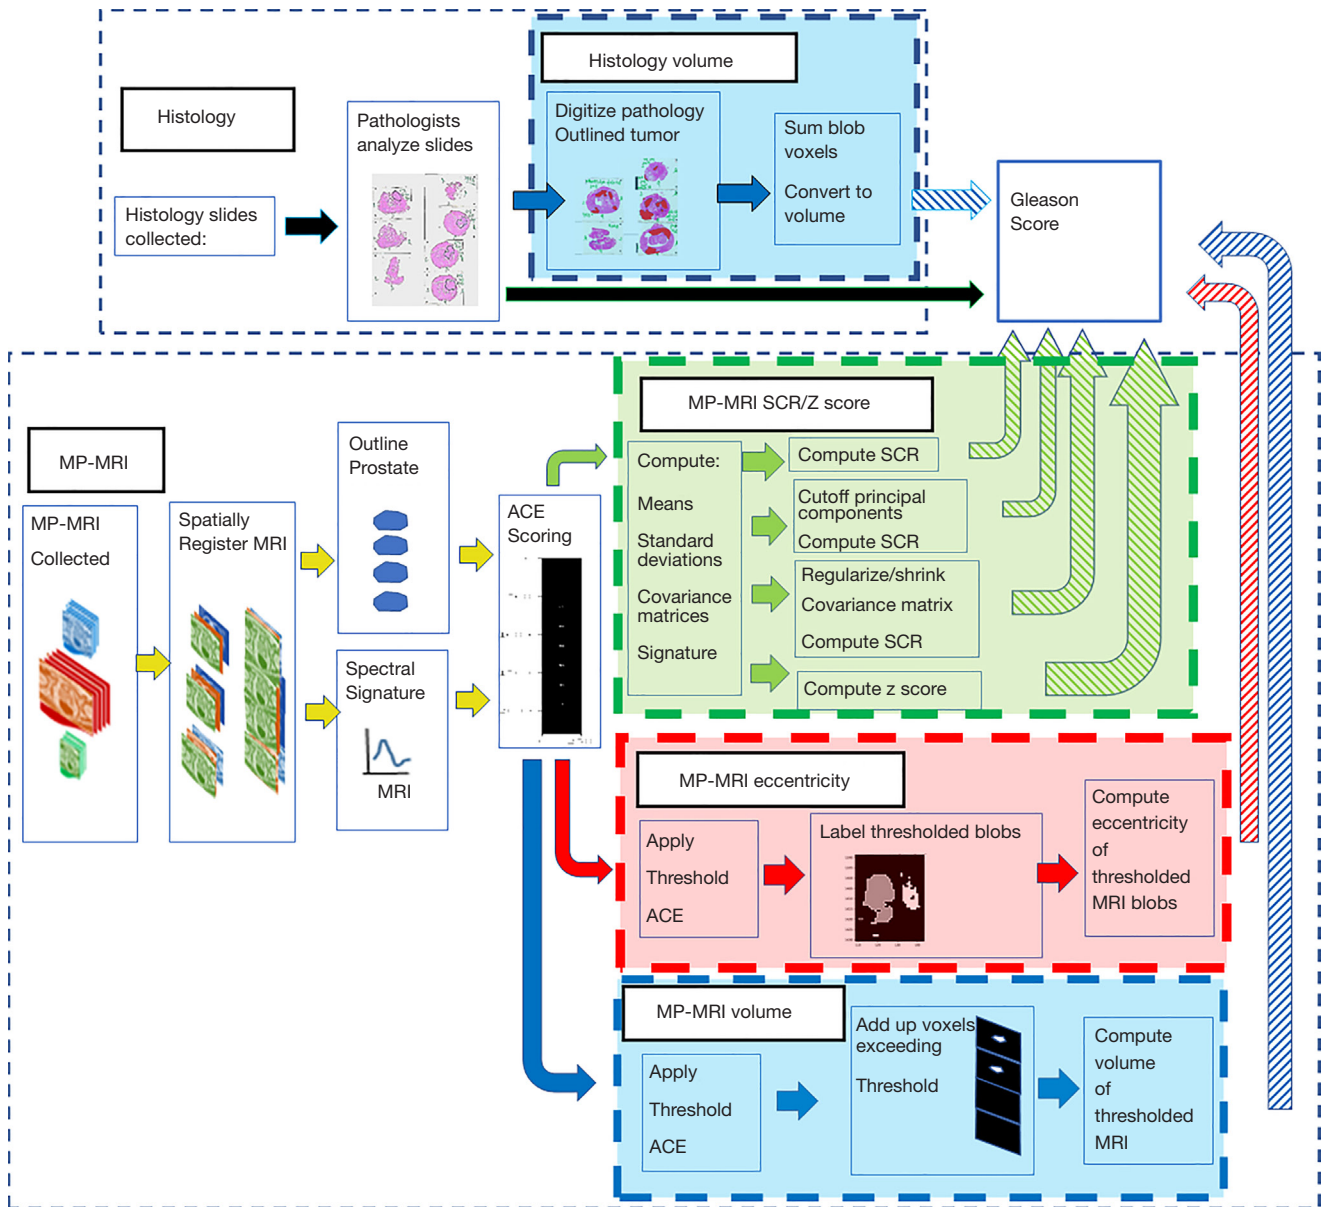 Histology
Histology slides
collected:
Pathologists
analyze slides
Histology volume
Digitize pathology
Outlined tumor
Sum blob
voxels
Convert to
volume
Gleason
Score
MP-MRI
MP-MRI
Collected
Spatially
Register MRI
Outline
Prostate
Spectral
Signature
MRI
ACE
Scoring
MP-MRI SCR/Z score
Compute:
Means
Standard
deviations
Covariance
matrices
Signature
Compute SCR
Cutoff principal
components
Compute SCR
Regularize/shrink
Covariance matrix
Compute SCR
Compute z score
MP-MRI eccentricity
Apply
Threshold
ACE
Label thresholded blobs
Compute
eccentricity
of
thresholded
MRI blobs
MP-MRI volume
Apply
Threshold
ACE
Add up voxels
exceeding
Threshold
Compute
volume
of
thresholded
MRI